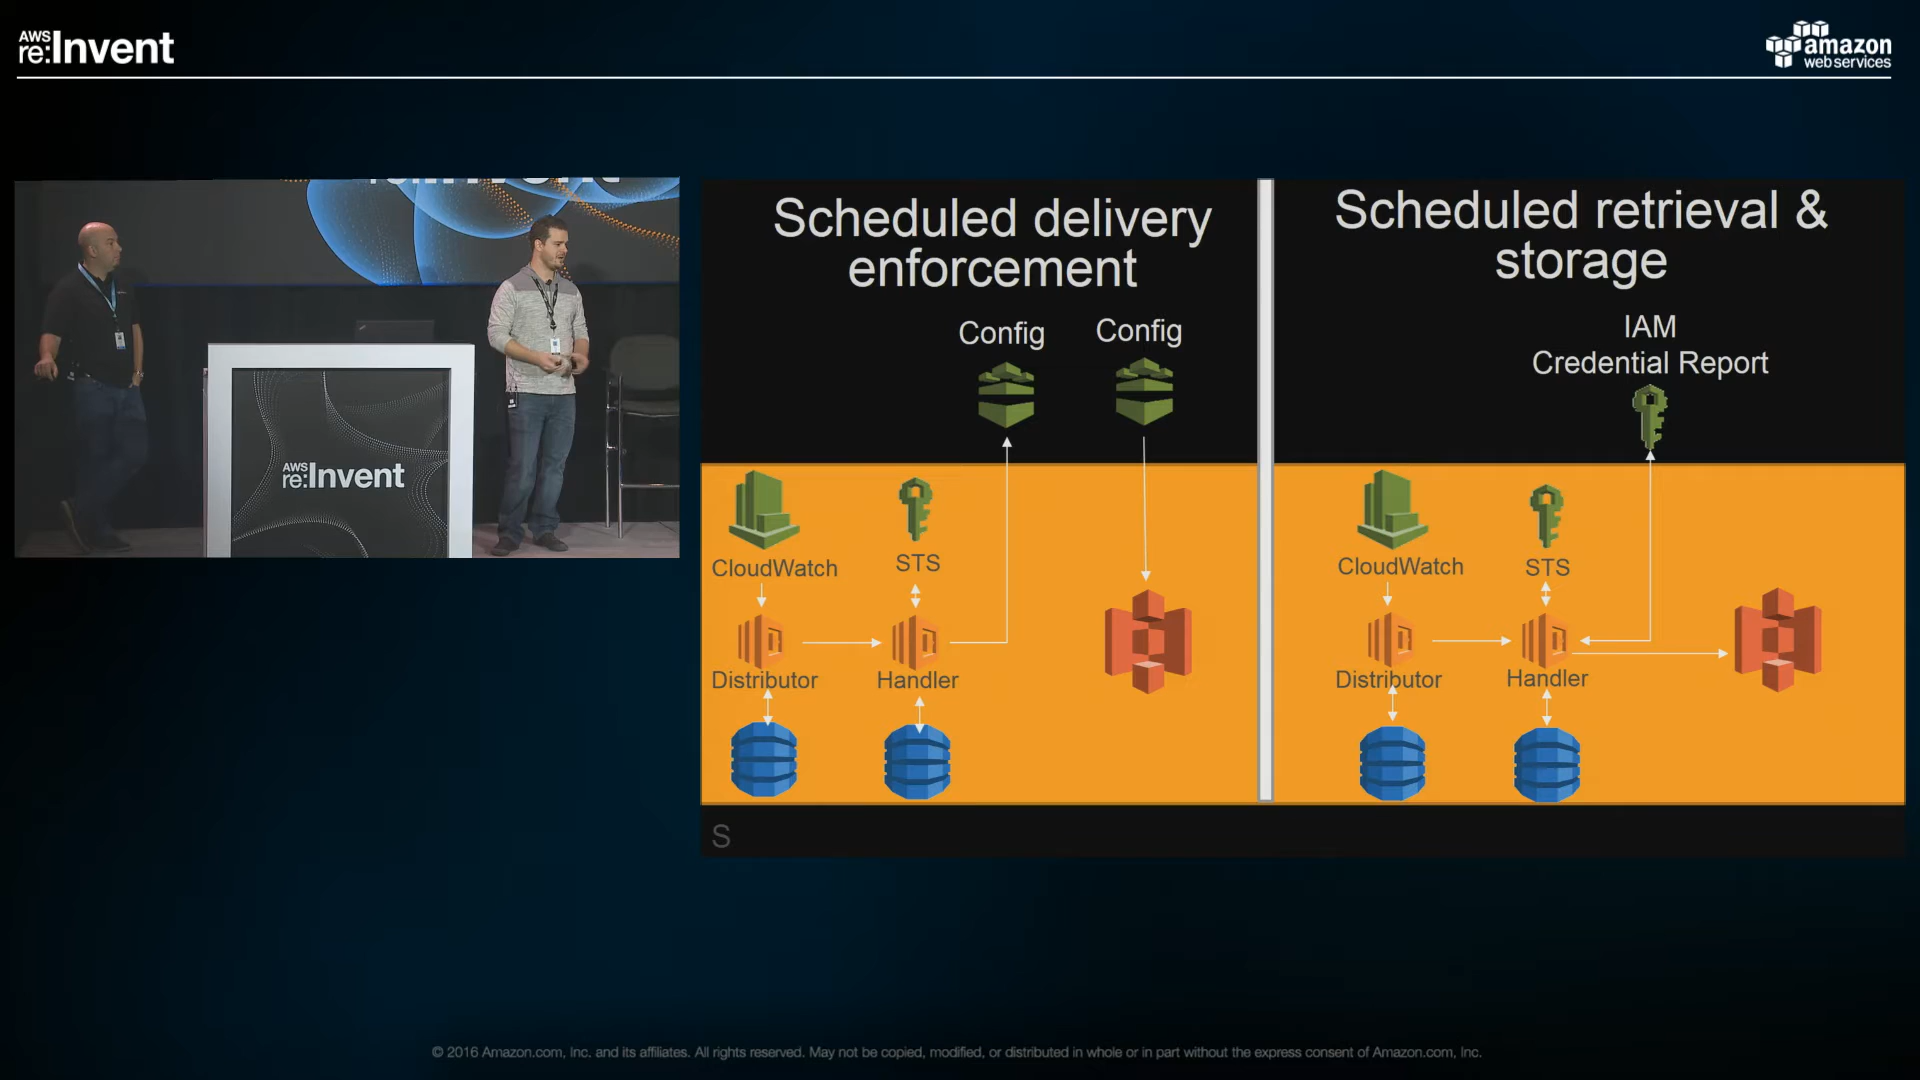 AWS
re:Invent
amazon
web services
AWS
re:Invent
Scheduled delivery
enforcement
Config
Config
CloudWatch
STS
Distributor
Handler
Scheduled retrieval &
storage
IAM
Credential Report
CloudWatch
STS
Distributor
Handler
S
© 2016 Amazon.com, Inc. and its affiliates. All rights reserved. May not be copied, modified, or distributed in whole or in part without the express consent of Amazon.com, Inc.